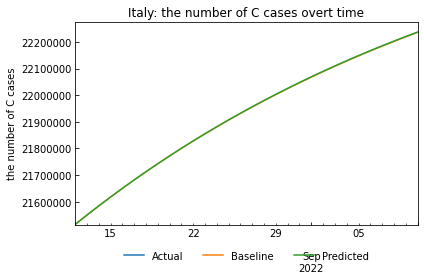 Italy: the number of C cases overt time
the number of C cases
22200000
22100000
22000000
21900000
21800000
21700000
21600000
15
22
29
Sep
2022
05
Actual
Baseline
Predicted